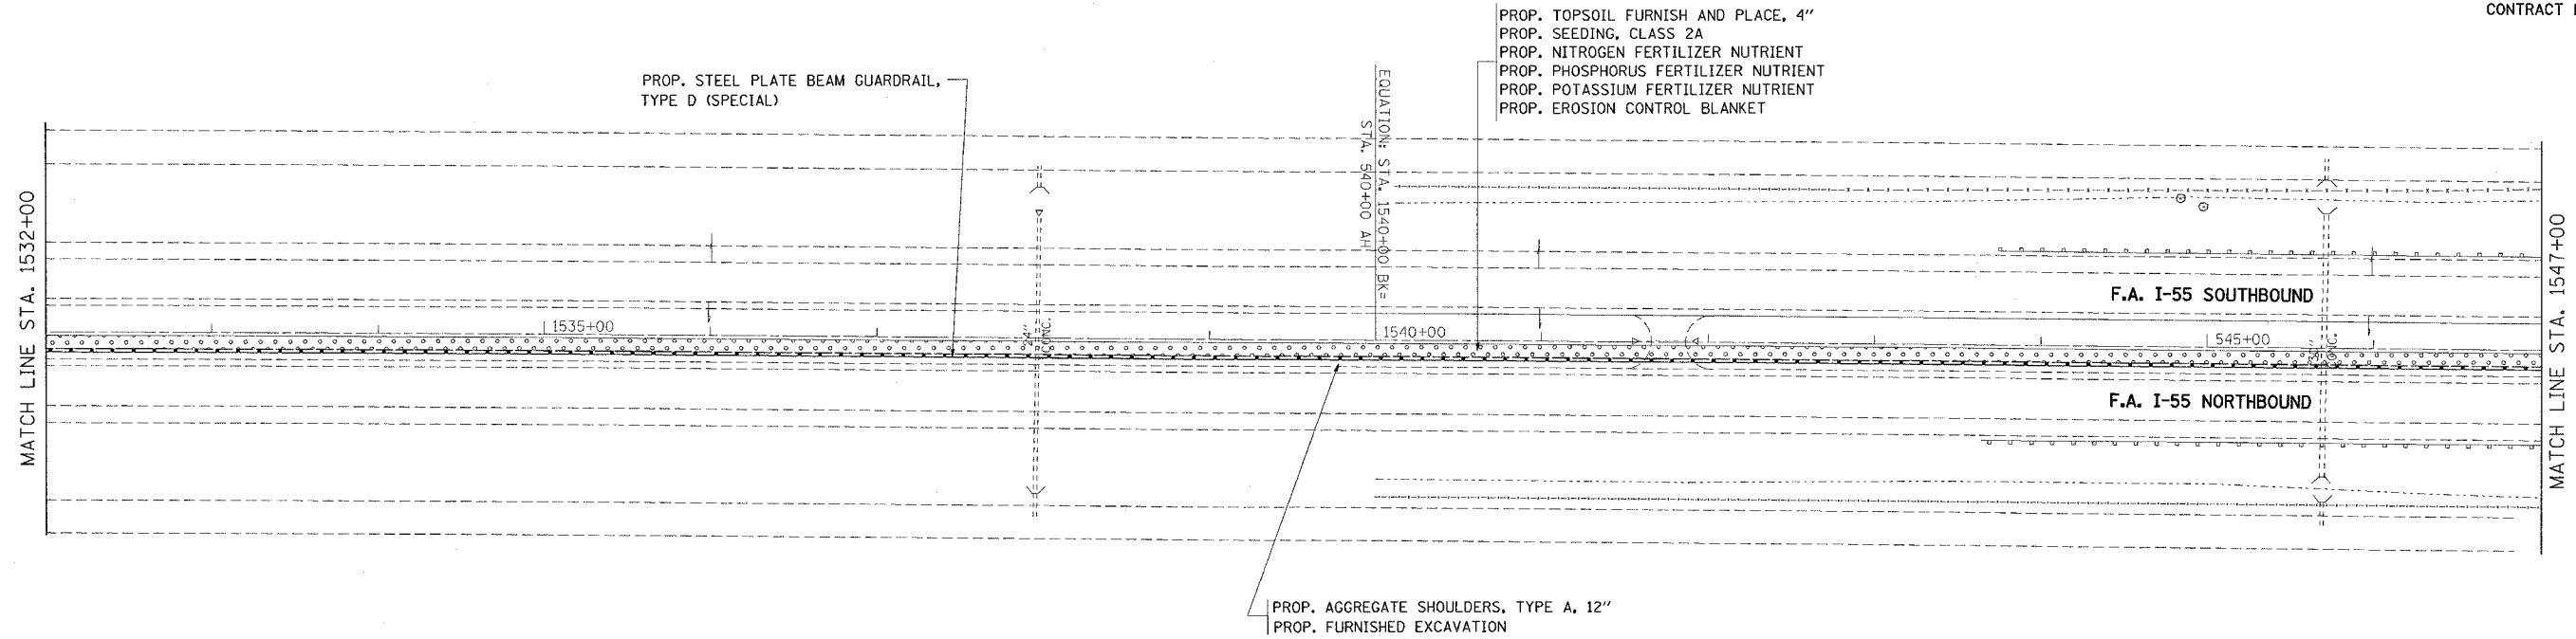 CONTRACT
PROP. TOPSOIL FURNISH AND PLACE, 4"
PROP. SEEDING, CLASS 2A
PROP. NITROGEN FERTILIZER NUTRIENT
PROP. PHOSPHORUS FERTILIZER NUTRIENT
PROP. POTASSIUM FERTILIZER NUTRIENT
PROP. EROSION CONTROL BLANKET
PROP. STEEL PLATE BEAM GUARDRAIL,
TYPE D (SPECIAL)
EQUATION: STA. 1540+00 BK=
STA. 540+00 AH
MATCH LINE STA. 1532+00
1535+00
24"
CONC.
1540+00
F.A. I-55 SOUTHBOUND
545+00
F.A. I-55 NORTHBOUND
MATCH LINE STA. 1547+00
PROP. AGGREGATE SHOULDERS, TYPE A, 12"
PROP. FURNISHED EXCAVATION